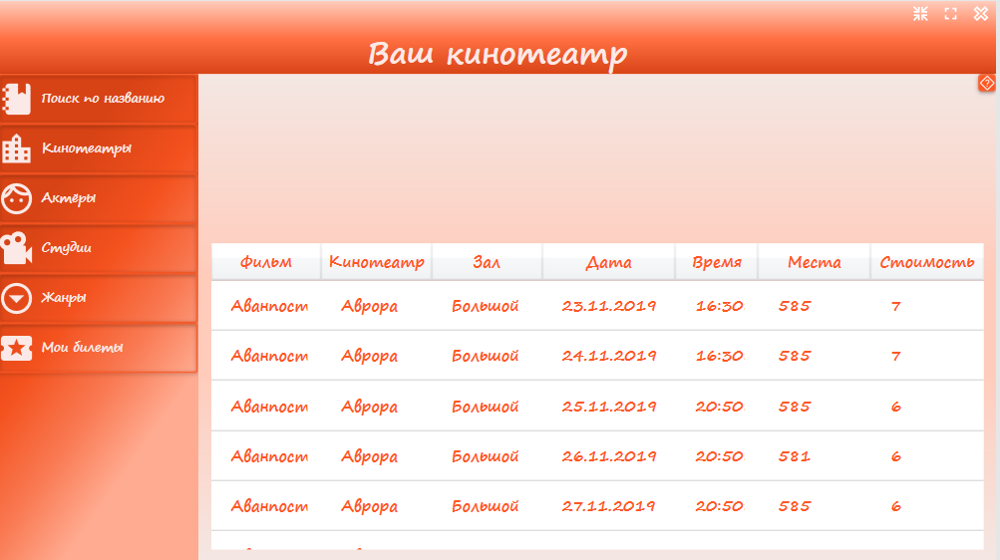 Ваш кинотеатр
Поиск по названию
Кинотеатры
Актёры
Студии
Жанры
Мои билеты
Фильм Кинотеатр Зал Дата Время Места Стоимость
Аванпост Аврора Большой 23.11.2019 16:30 585 7
Аванпост Аврора Большой 24.11.2019 16:30 585 7
Аванпост Аврора Большой 25.11.2019 20:50 585 6
Аванпост Аврора Большой 26.11.2019 20:50 581 6
Аванпост Аврора Большой 27.11.2019 20:50 585 6